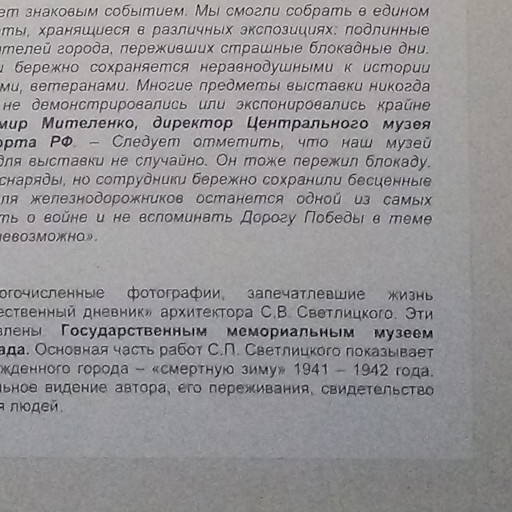 ет знаковым событием. Мы смогли собрать в едином
ты, хранящиеся в различных экспозициях: подлинные
ителей города, переживших страшные блокадные дни.
и бережно сохраняется неравнодушными к истории
ми, ветеранами. Многие предметы выставки никогда
не демонстрировались или экспонировались крайне
мир Мителенко, директор Центрального музея
орта РФ. – Следует отметить, что наш музей
для выставки не случайно. Он тоже пережил блокаду.
снаряды, но сотрудники бережно сохранили бесценные
ля железнодорожников останется одной из самых
ть о войне и не вспоминать Дорогу Победы в теме
невозможно».
огочисленные фотографии, запечатлевшие жизнь
ественный дневник» архитектора С.В. Светлицкого. Эти
влены Государственным мемориальным музеем
ада. Основная часть работ С.П. Светлицкого показывает
жденного города – «смертную зиму» 1941 – 1942 года.
льное видение автора, его переживания, свидетельство
я людей.